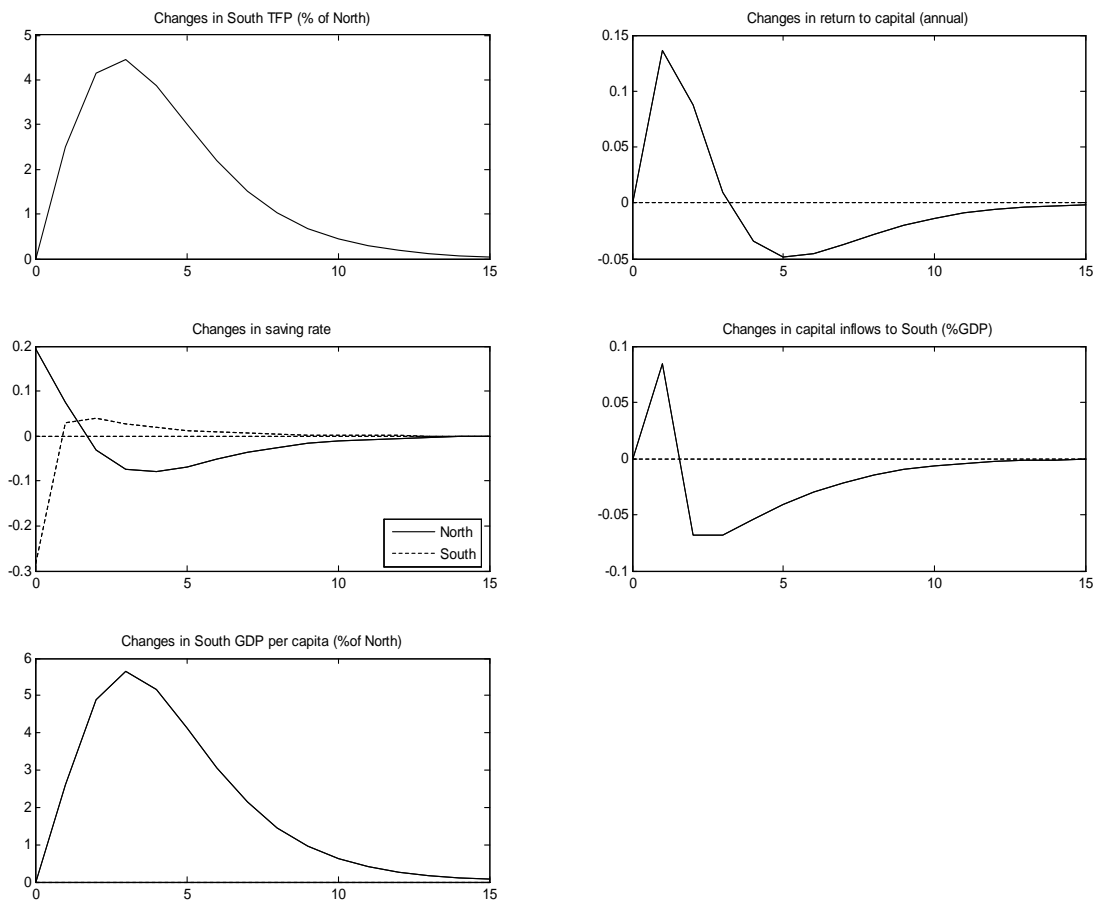 Changes in South TFP (% of North)
5
4
3
2
1
0
0 5 10 15
Changes in return to capital (annual)
0.15
0.1
0.05
0
-0.05
0 5 10 15
Changes in saving rate
0.2
0.1
0
-0.1
-0.2
-0.3
North
South
0 5 10 15
Changes in capital inflows to South (%GDP)
0.1
0.05
0
-0.05
-0.1
0 5 10 15
Changes in South GDP per capita (%of North)
6
5
4
3
2
1
0
0 5 10 15